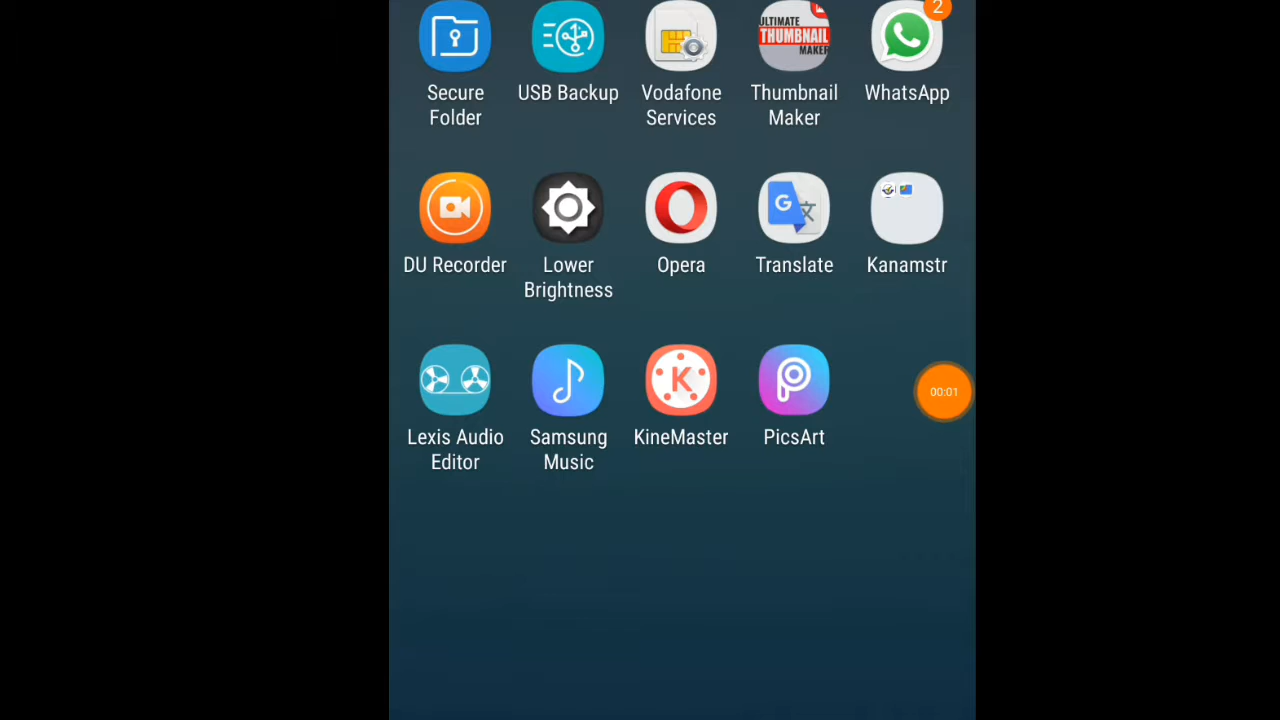 2
ULTIMATE
THUMBNAIL
MAKER
Secure
Folder
USB Backup
Vodafone
Services
Thumbnail
Maker
WhatsApp
G
DU Recorder
Lower
Brightness
Opera
Translate
Kanamstr
K
00:01
Lexis Audio
Editor
Samsung
Music
KineMaster
PicsArt